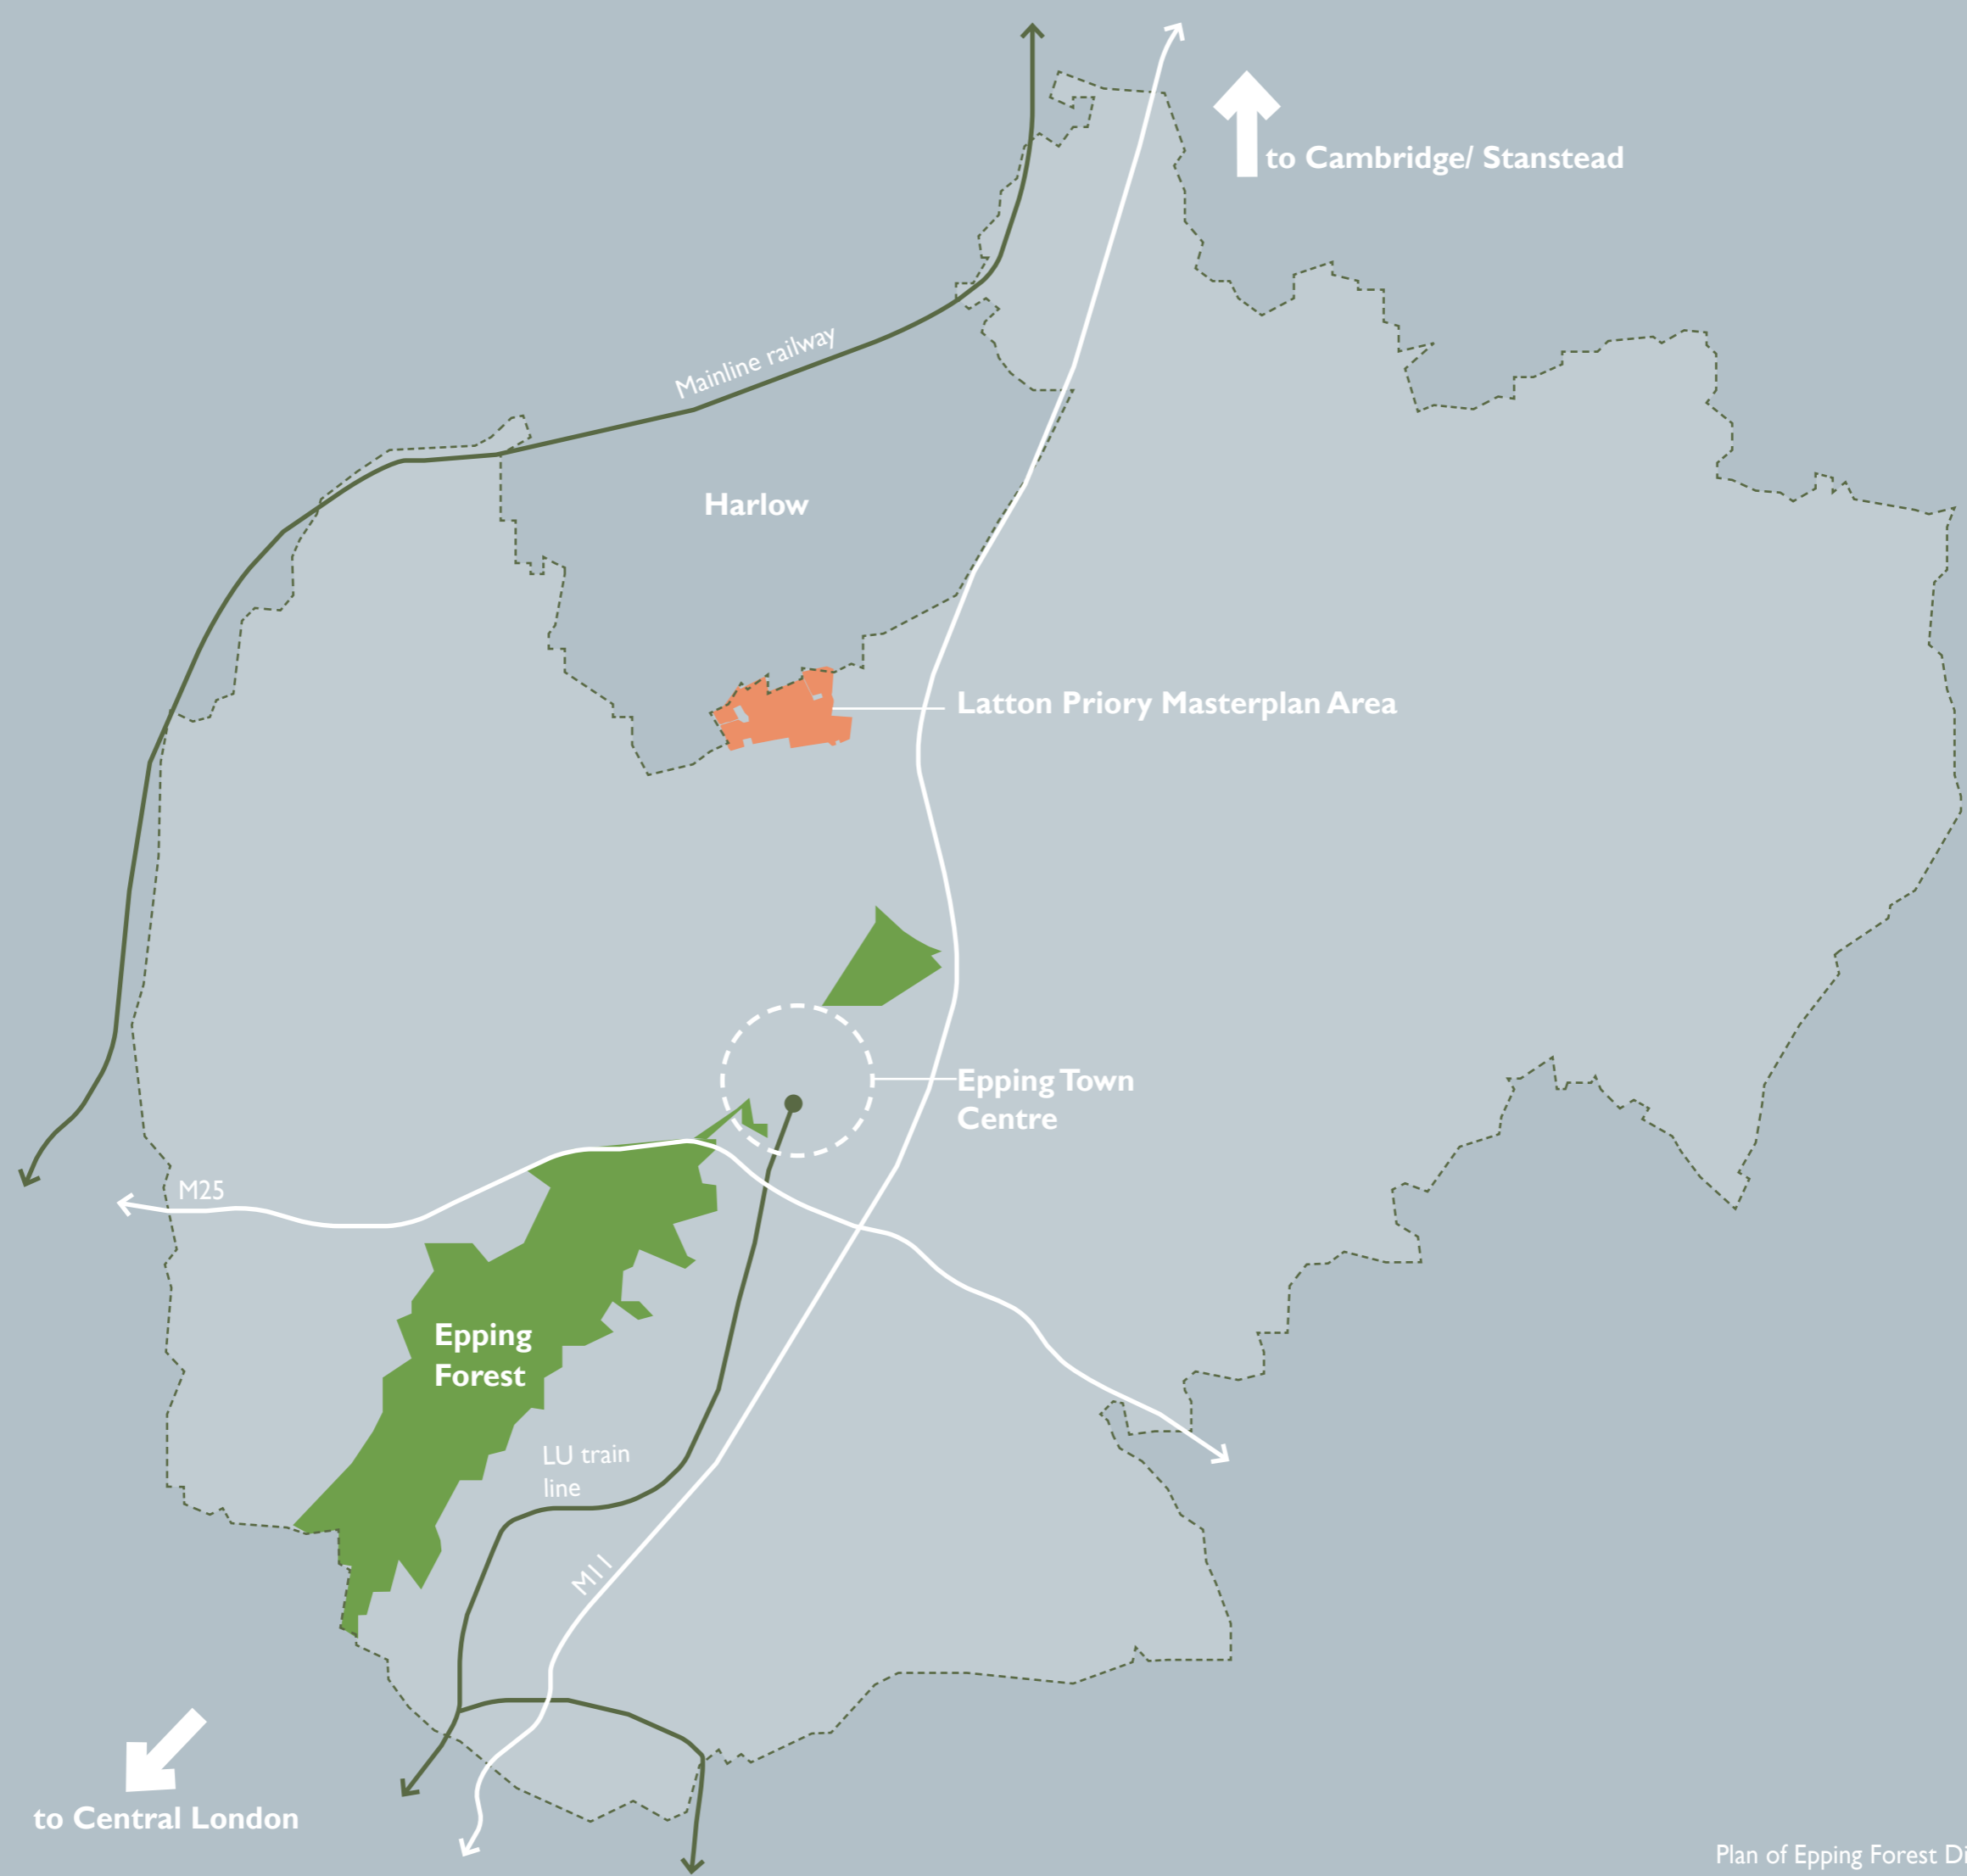 to Cambridge/ Stanstead
Mainline railway
Harlow
Latton Priory Masterplan Area
Epping Town
Centre
M25
Epping
Forest
LU train
line
M11
to Central London
Plan of Epping Forest Di